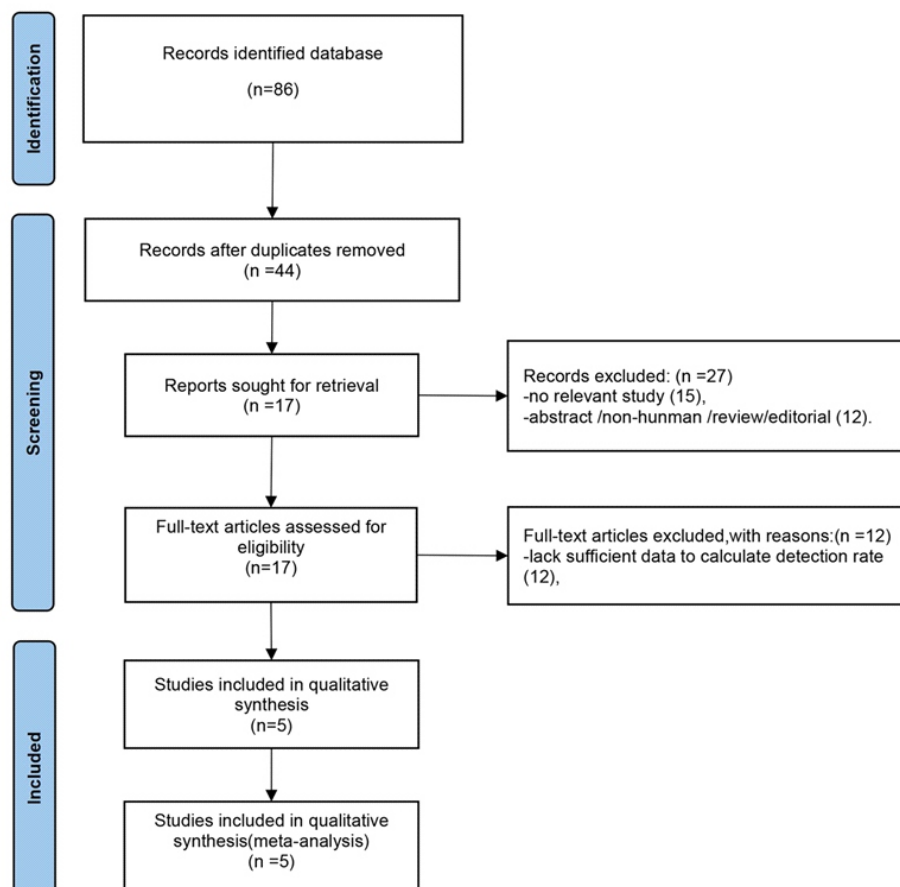 Identification
Records identified database
(n=86)
Screening
Records after duplicates removed
(n =44)
Reports sought for retrieval
(n =17)
Records excluded: (n =27)
-no relevant study (15),
-abstract /non-hunman /review/editorial (12).
Full-text articles assessed for
eligibility
(n=17)
Full-text articles excluded,with reasons:(n =12)
-lack sufficient data to calculate detection rate
(12),
Included
Studies included in qualitative
synthesis
(n=5)
Studies included in qualitative
synthesis(meta-analysis)
(n =5)